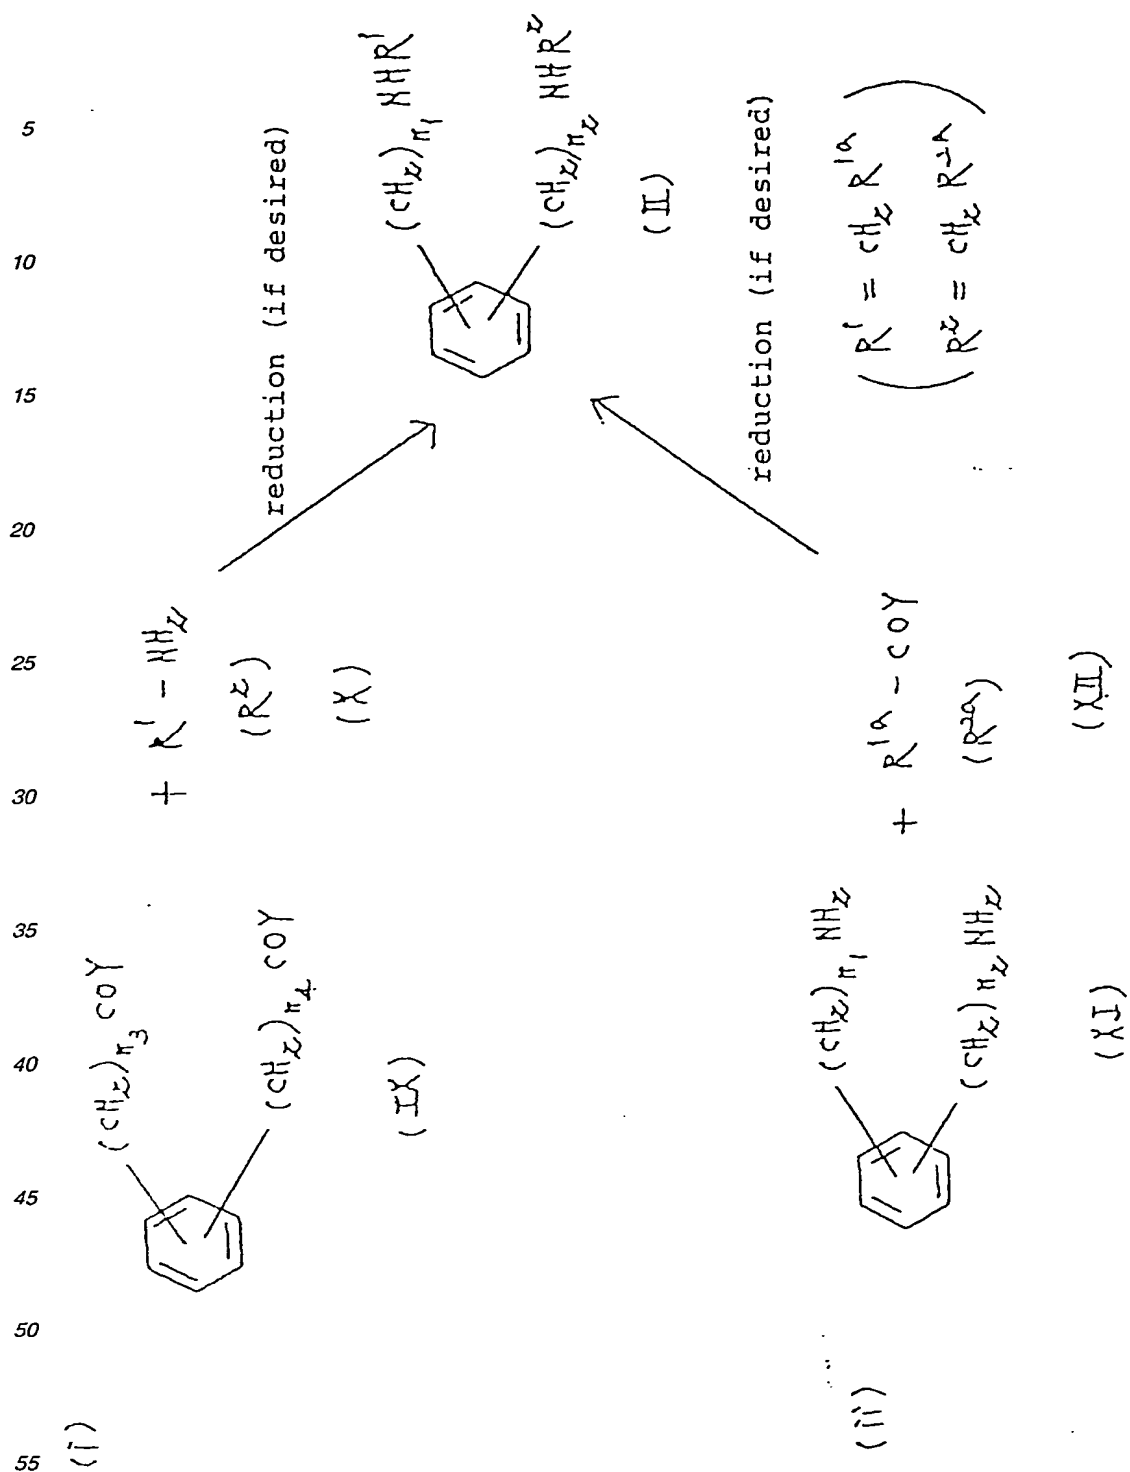 5
10
15
20
25
30
35
40
45
50
55
(i)
(CH2)n3 COY
(CH2)n4 COY
(IX)
+ R1 - NH2
(R2)
(X)
reduction (if desired)
(CH2)n1 NHR1
(CH2)n2 NHR2
(II)
(ii)
(CH2)n1 NH2
(CH2)n2 NH2
(XI)
+ R1a - COY
(R2a)
(XII)
reduction (if desired)
(R1 = CH2 R1a
R2 = CH2 R2a)